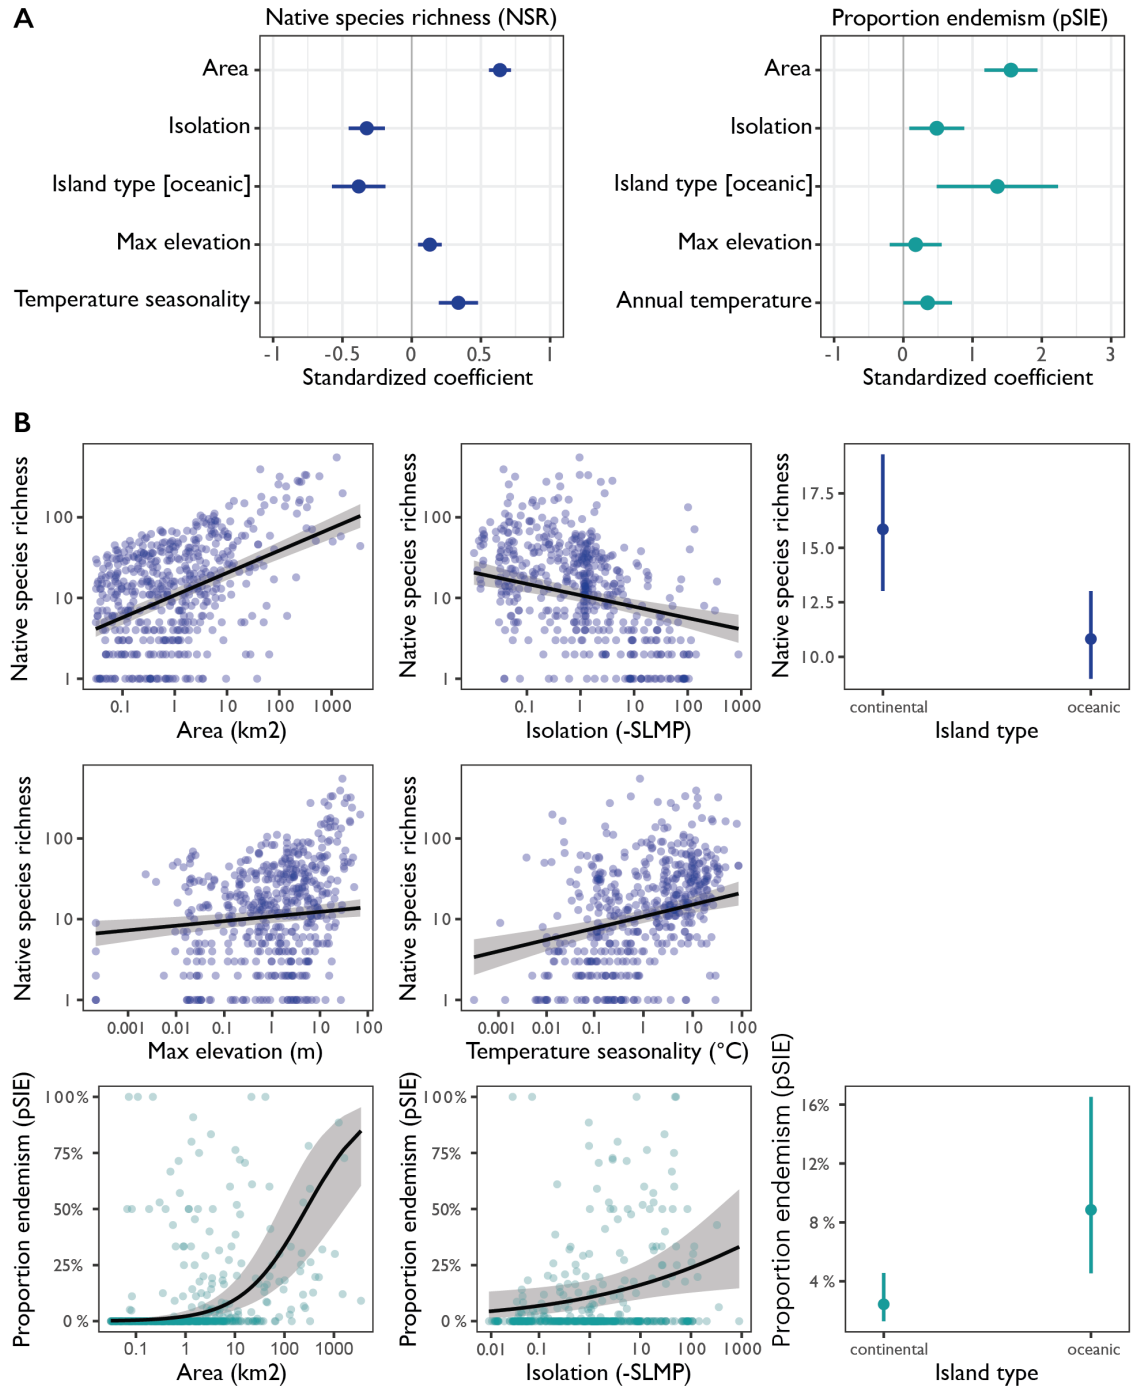 A
Native species richness (NSR)
Proportion endemism (pSIE)
Area
Isolation
Island type [oceanic]
Max elevation
Temperature seasonality
-1 -0.5 0 0.5 1
Standardized coefficient
Area
Isolation
Island type [oceanic]
Max elevation
Annual temperature
-1 0 1 2 3
Standardized coefficient
B
Native species richness
100
10
1
0.1 1 10 100 1000
Area (km2)
Native species richness
100
10
1
0.1 1 10 100 1000
Isolation (-SLMP)
Native species richness
17.5
15.0
12.5
10.0
continental oceanic
Island type
Native species richness
100
10
1
0.001 0.01 0.1 1 10 100
Max elevation (m)
Native species richness
100
10
1
0.001 0.01 0.1 1 10 100
Temperature seasonality (°C)
Proportion endemism (pSIE)
100%
75%
50%
25%
0 %
0.1 1 10 100 1000
Area (km2)
Proportion endemism (pSIE)
100%
75%
50%
25%
0 %
0.01 0.1 1 10 100 1000
Isolation (-SLMP)
Proportion endemism (pSIE)
16%
12%
8 %
4 %
continental oceanic
Island type